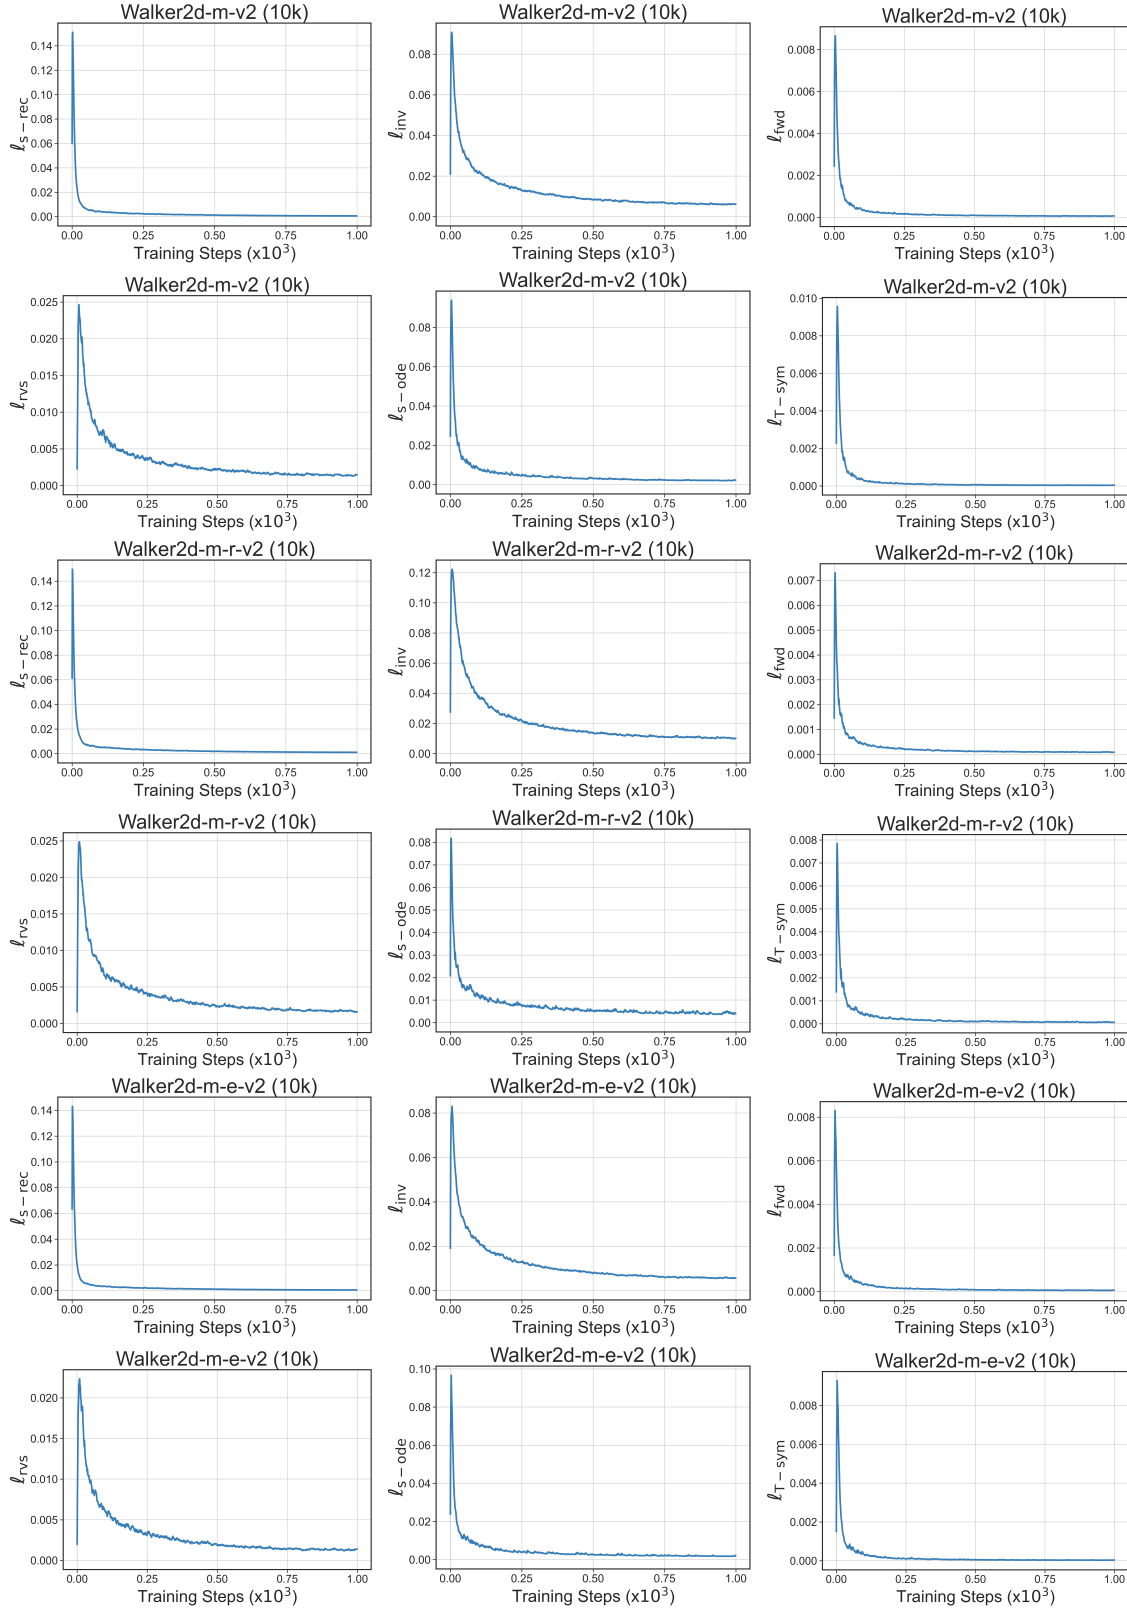 Walker2d-m-v2 (10k)
ℓs−rec
0.14
0.12
0.10
0.08
0.06
0.04
0.02
0.00
0.00 0.25 0.50 0.75 1.00
Training Steps (x10³)
Walker2d-m-v2 (10k)
ℓinv
0.08
0.06
0.04
0.02
0.00
0.00 0.25 0.50 0.75 1.00
Training Steps (x10³)
Walker2d-m-v2 (10k)
ℓfwd
0.008
0.006
0.004
0.002
0.000
0.00 0.25 0.50 0.75 1.00
Training Steps (x10³)
Walker2d-m-v2 (10k)
ℓrvs
0.025
0.020
0.015
0.010
0.005
0.000
0.00 0.25 0.50 0.75 1.00
Training Steps (x10³)
Walker2d-m-v2 (10k)
ℓs−ode
0.08
0.06
0.04
0.02
0.00
0.00 0.25 0.50 0.75 1.00
Training Steps (x10³)
Walker2d-m-v2 (10k)
ℓT−sym
0.010
0.008
0.006
0.004
0.002
0.000
0.00 0.25 0.50 0.75 1.00
Training Steps (x10³)
Walker2d-m-r-v2 (10k)
ℓs−rec
0.14
0.12
0.10
0.08
0.06
0.04
0.02
0.00
0.00 0.25 0.50 0.75 1.00
Training Steps (x10³)
Walker2d-m-r-v2 (10k)
ℓinv
0.12
0.10
0.08
0.06
0.04
0.02
0.00
0.00 0.25 0.50 0.75 1.00
Training Steps (x10³)
Walker2d-m-r-v2 (10k)
ℓfwd
0.007
0.006
0.005
0.004
0.003
0.002
0.001
0.000
0.00 0.25 0.50 0.75 1.00
Training Steps (x10³)
Walker2d-m-r-v2 (10k)
ℓrvs
0.025
0.020
0.015
0.010
0.005
0.000
0.00 0.25 0.50 0.75 1.00
Training Steps (x10³)
Walker2d-m-r-v2 (10k)
ℓs−ode
0.08
0.07
0.06
0.05
0.04
0.03
0.02
0.01
0.00
0.00 0.25 0.50 0.75 1.00
Training Steps (x10³)
Walker2d-m-r-v2 (10k)
ℓT−sym
0.008
0.007
0.006
0.005
0.004
0.003
0.002
0.001
0.000
0.00 0.25 0.50 0.75 1.00
Training Steps (x10³)
Walker2d-m-e-v2 (10k)
ℓs−rec
0.14
0.12
0.10
0.08
0.06
0.04
0.02
0.00
0.00 0.25 0.50 0.75 1.00
Training Steps (x10³)
Walker2d-m-e-v2 (10k)
ℓinv
0.08
0.06
0.04
0.02
0.00
0.00 0.25 0.50 0.75 1.00
Training Steps (x10³)
Walker2d-m-e-v2 (10k)
ℓfwd
0.008
0.006
0.004
0.002
0.000
0.00 0.25 0.50 0.75 1.00
Training Steps (x10³)
Walker2d-m-e-v2 (10k)
ℓrvs
0.020
0.015
0.010
0.005
0.000
0.00 0.25 0.50 0.75 1.00
Training Steps (x10³)
Walker2d-m-e-v2 (10k)
ℓs−ode
0.10
0.08
0.06
0.04
0.02
0.00
0.00 0.25 0.50 0.75 1.00
Training Steps (x10³)
Walker2d-m-e-v2 (10k)
ℓT−sym
0.008
0.006
0.004
0.002
0.000
0.00 0.25 0.50 0.75 1.00
Training Steps (x10³)